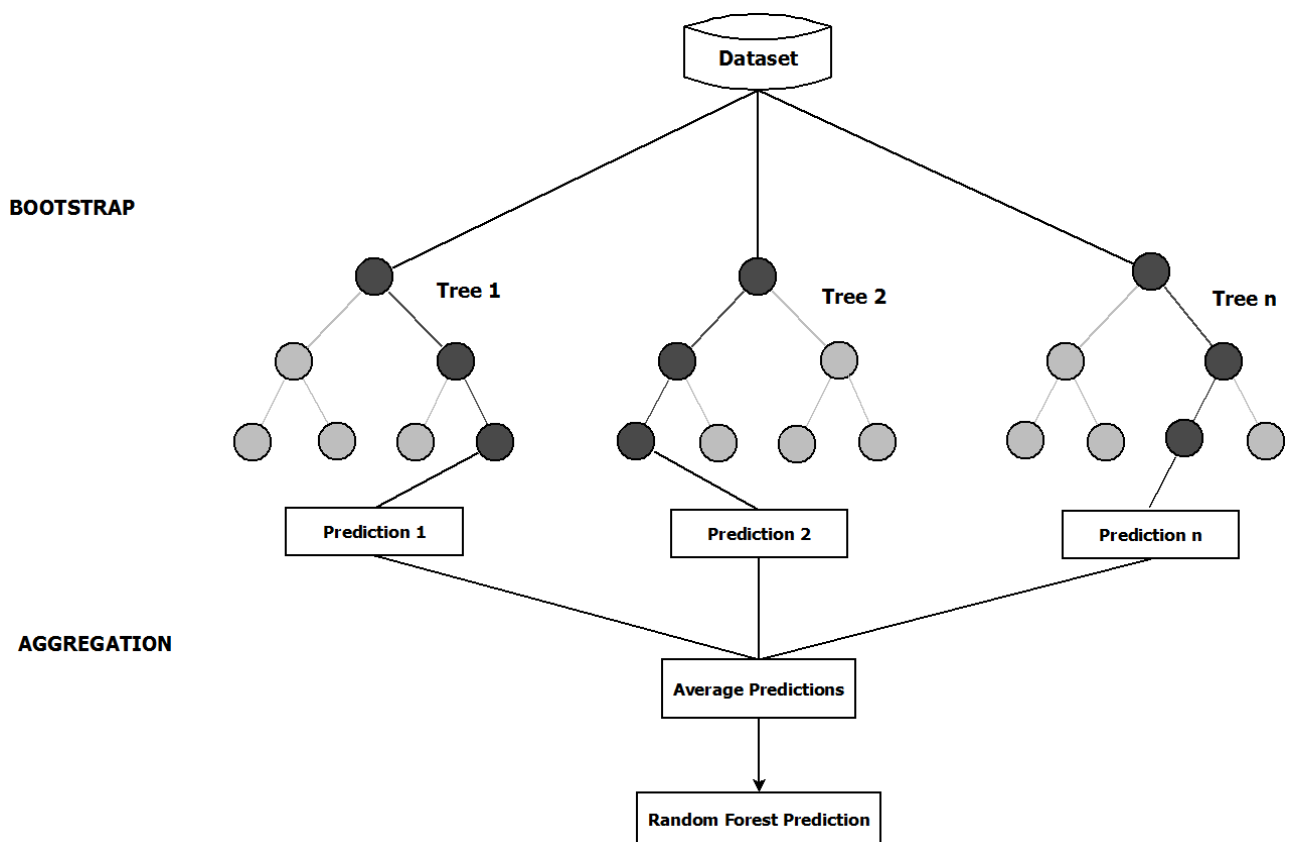 Dataset
BOOTSTRAP
Tree 1
Tree 2
Tree n
Prediction 1
Prediction 2
Prediction n
AGGREGATION
Average Predictions
Random Forest Prediction